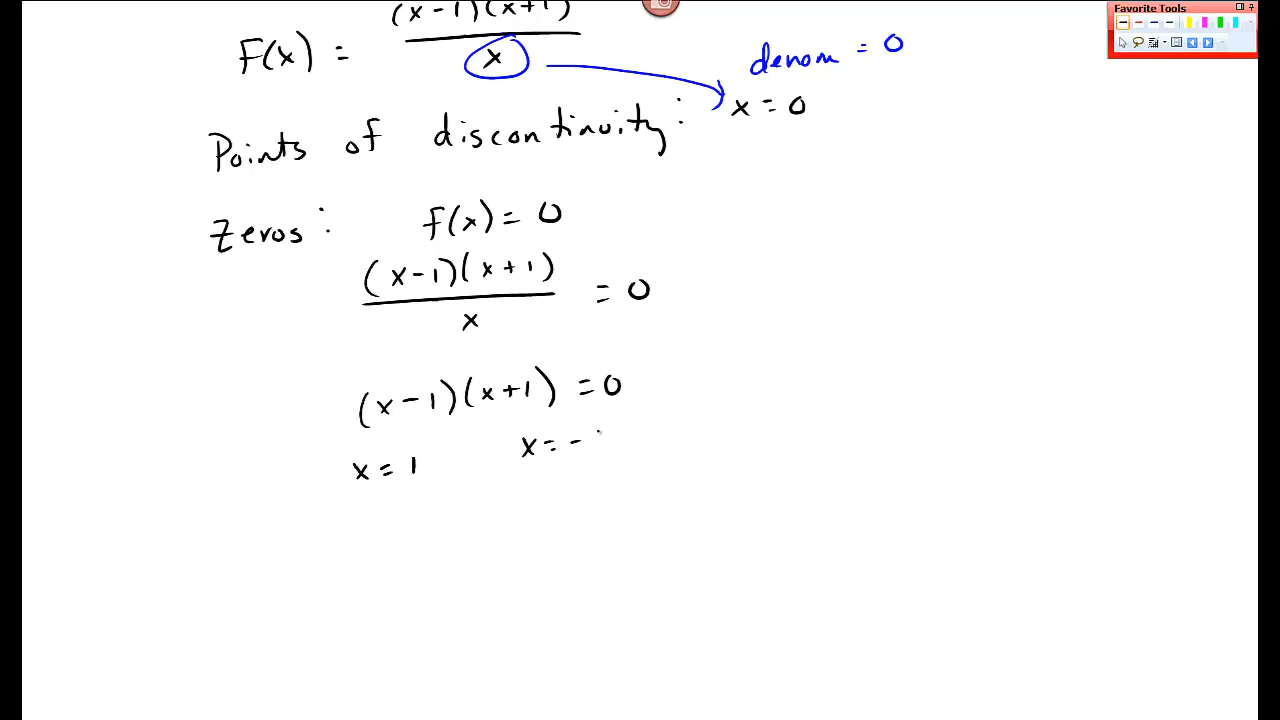 (x-1)(x+1)
F(x) = x
denom = 0
Points of discontinuity: x = 0
Zeros: f(x) = 0
(x-1)(x+1)
x
= 0
(x-1)(x+1) = 0
x = 1 x = -
Favorite Tools